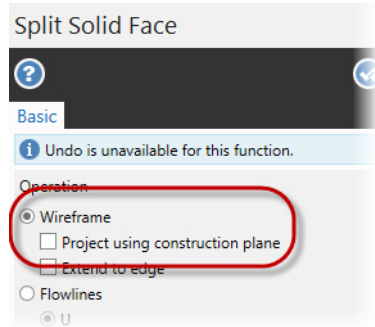 Split Solid Face
?
Basic
i Undo is unavailable for this function.
Operation
Wireframe
Project using construction plane
Extend to edge
Flowlines
U